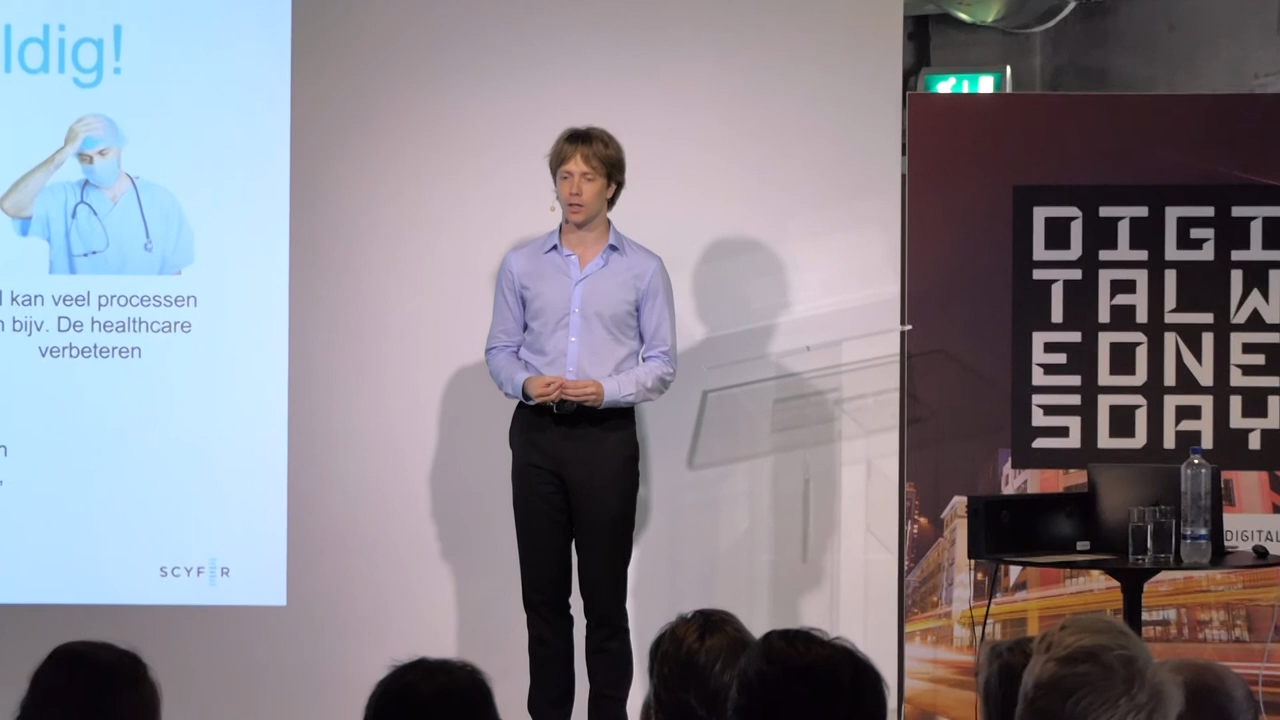 ldig!
kan veel processen
bijv. De healthcare
verbeteren
SCYFER
DIGI
TALW
EDNE
SDAY
DIGITAL